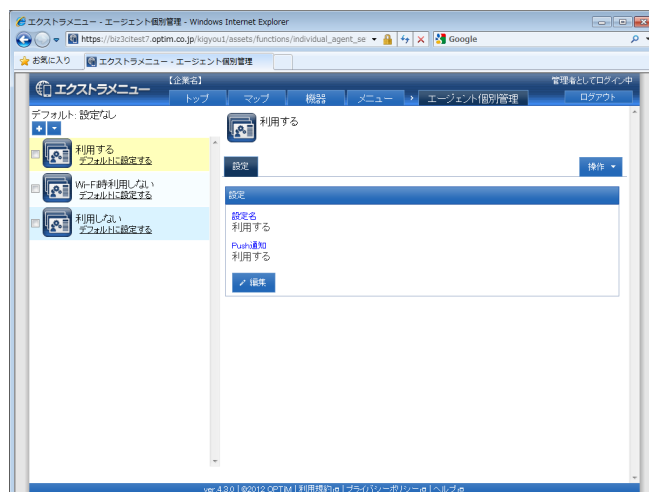 エクストラメニュー - エージェント個別管理 - Windows Internet Explorer
https://biz3citest7.optim.co.jp/kigyou1/assets/functions/individual_agent_se
Google
お気に入り
エクストラメニュー - エージェント個別管理
エクストラメニュー
【企業名】
管理者としてログイン中
トップ
マップ
機器
メニュー
エージェント個別管理
ログアウト
デフォルト: 設定なし
利用する
デフォルトに設定する
Wi-Fi時利用しない
デフォルトに設定する
利用しない
デフォルトに設定する
利用する
設定
操作
設定
設定名
利用する
Push通知
利用する
編集
ver.4.3.0 | ©2012 OPTiM | 利用規約 | プライバシーポリシー | ヘルプ